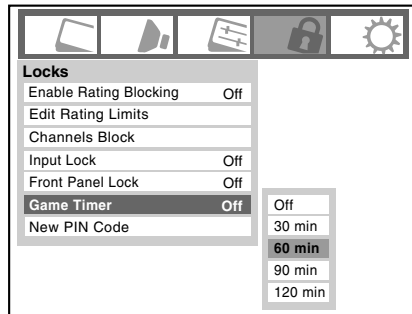 Locks
Enable Rating Blocking Off
Edit Rating Limits
Channels Block
Input Lock Off
Front Panel Lock Off
Game Timer Off
New PIN Code
Off
30 min
60 min
90 min
120 min